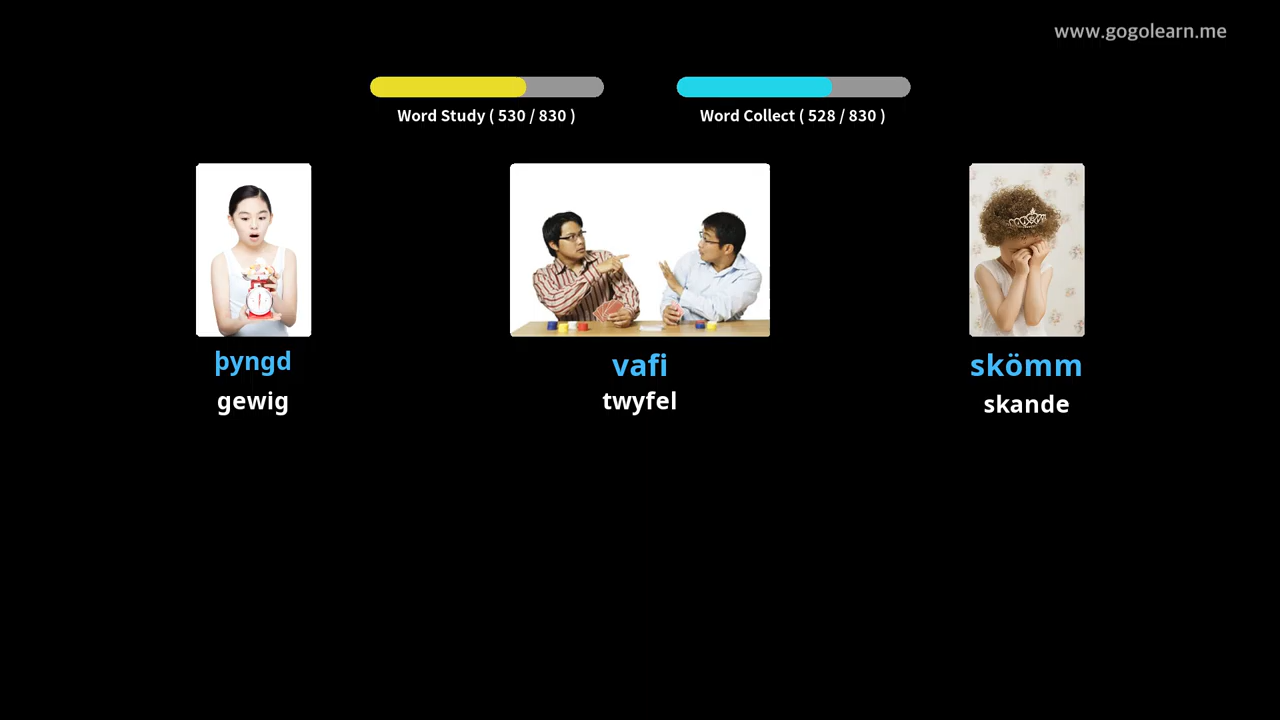 www.gogolearn.me
Word Study ( 530 / 830 )
Word Collect ( 528 / 830 )
þyngd
gewig
vafi
twyfel
skömm
skande